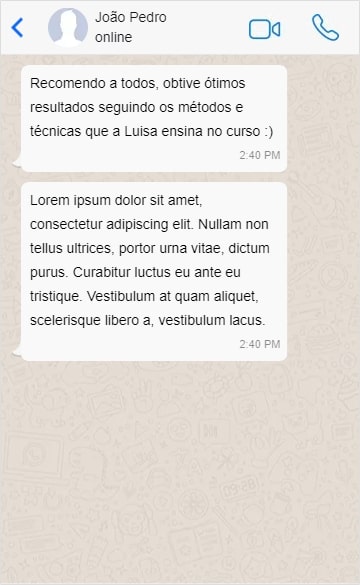 João Pedro
online
Recomendo a todos, obtive ótimos
resultados seguindo os métodos e
técnicas que a Luisa ensina no curso :)
2:40 PM
Lorem ipsum dolor sit amet,
consectetur adipiscing elit. Nullam non
tellus ultrices, portor urna vitae, dictum
purus. Curabitur luctus eu ante eu
tristique. Vestibulum at quam aliquet,
scelerisque libero a, vestibulum lacus.
2:40 PM